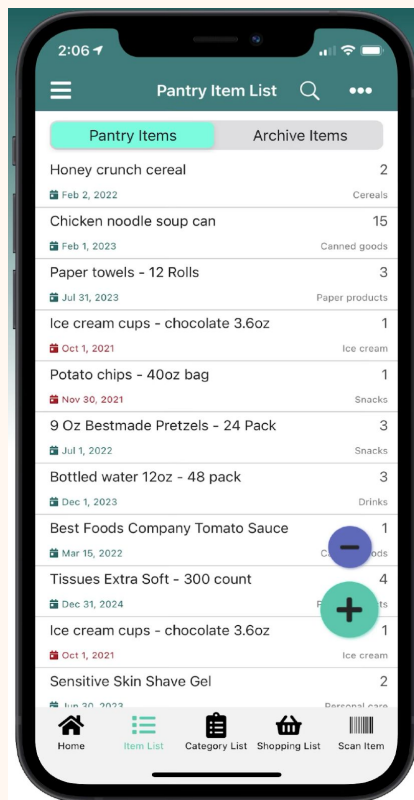 2:06
Pantry Item List
Pantry Items Archive Items
Honey crunch cereal 2
Feb 2, 2022 Cereals
Chicken noodle soup can 15
Feb 1, 2023 Canned goods
Paper towels - 12 Rolls 3
Jul 31, 2023 Paper products
Ice cream cups - chocolate 3.6oz 1
Oct 1, 2021 Ice cream
Potato chips - 40oz bag 1
Nov 30, 2021 Snacks
9 Oz Bestmade Pretzels - 24 Pack 3
Jul 1, 2022 Snacks
Bottled water 12oz - 48 pack 3
Dec 1, 2023 Drinks
Best Foods Company Tomato Sauce 1
Mar 15, 2022
Tissues Extra Soft - 300 count 4
Dec 31, 2024
Ice cream cups - chocolate 3.6oz 1
Oct 1, 2021 Ice cream
Sensitive Skin Shave Gel 2
Jun 30, 2023 Personal care
Home Item List Category List Shopping List Scan Item